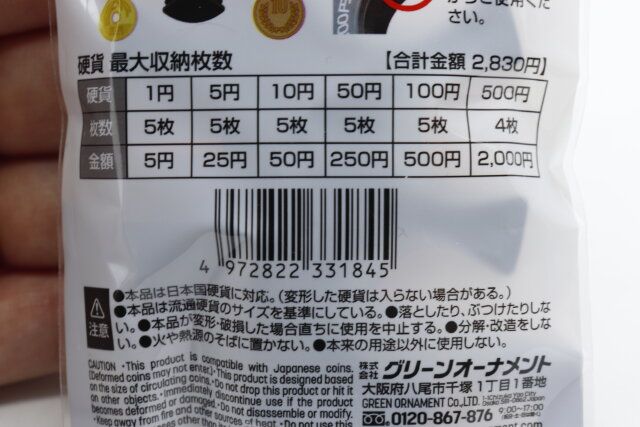 からご使用くだ
さい。
10
硬貨 最大収納枚数 【合計金額 2,830円】
硬貨 1円 5円 10円 50円 100円 500円
枚数 5枚 5枚 5枚 5枚 5枚 4枚
金額 5円 25円 50円 250円 500円 2,000円
4 972822 331845
注意
●本品は日本国硬貨に対応。(変形した硬貨は入らない場合がある。)
●本品は流通硬貨のサイズを基準にしている。●落としたり、ぶつけたりしな
い。●本品が変形・破損した場合直ちに使用を中止する。●分解・改造をしな
い。●火や熱源のそばに置かない。●本来の用途以外に使用しない。
CAUTION •This product is compatible with Japanese coins.
(Deformed coins may not enter) •This product is designed based
on the size of circulating coins. •Do not drop this product or hit it
on other objects. •Immediately discontinue use if this product
becomes deformed or damaged. •Do not disassemble or modify.
•Keep away from fire and other sources of heat. •Do not use this
株式会社 グリーンオーナメント
大阪府八尾市千塚1丁目1番地
GREEN ORNAMENT Co.,LTD.
0120-867-876 9:00~17:00